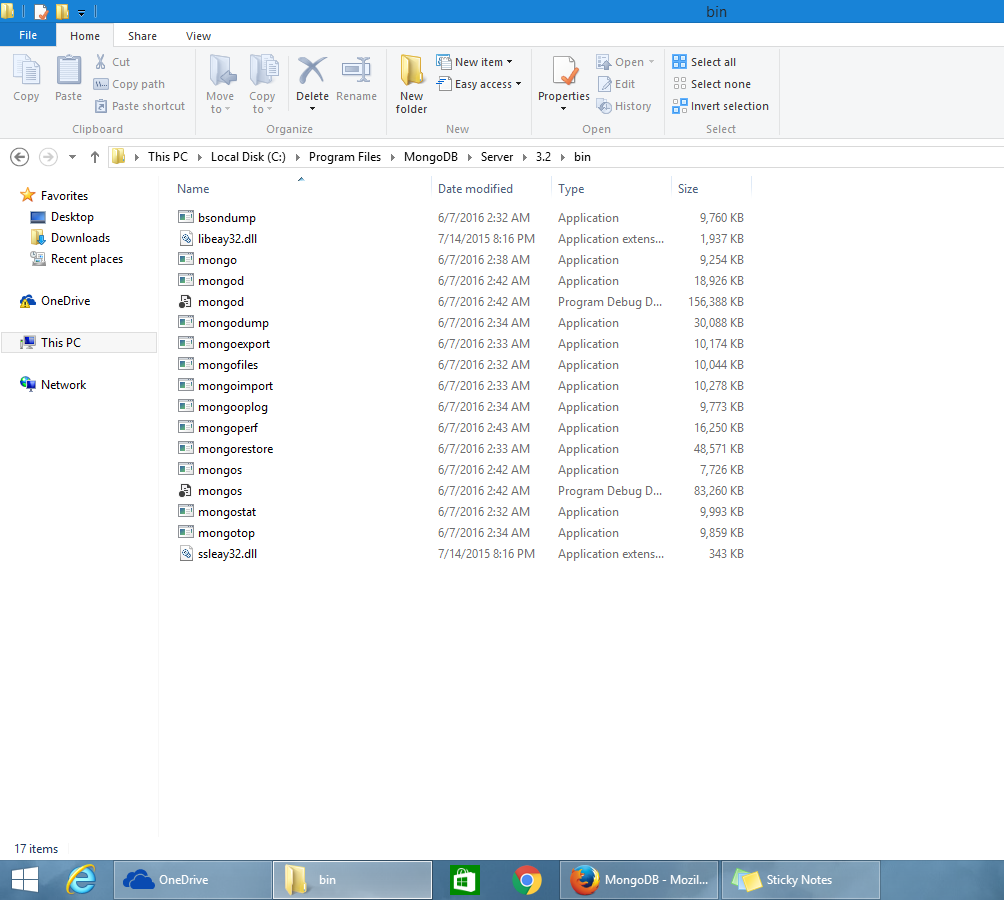 bin
File Home Share View
Copy Paste Cut Copy path Paste shortcut Clipboard
Move to Copy to Delete Rename Organize
New folder New item Easy access New
Properties Open Edit History Open
Select all Select none Invert selection Select
This PC Local Disk (C:) Program Files MongoDB Server 3.2 bin
Favorites
Desktop
Downloads
Recent places
OneDrive
This PC
Network
Name Date modified Type Size
bsondump 6/7/2016 2:32 AM Application 9,760 KB
libeay32.dll 7/14/2015 8:16 PM Application extens... 1,937 KB
mongo 6/7/2016 2:38 AM Application 9,254 KB
mongod 6/7/2016 2:42 AM Application 18,926 KB
mongod 6/7/2016 2:42 AM Program Debug D... 156,388 KB
mongodump 6/7/2016 2:34 AM Application 30,088 KB
mongoexport 6/7/2016 2:33 AM Application 10,174 KB
mongofiles 6/7/2016 2:32 AM Application 10,044 KB
mongoimport 6/7/2016 2:33 AM Application 10,278 KB
mongooplog 6/7/2016 2:34 AM Application 9,773 KB
mongoperf 6/7/2016 2:43 AM Application 16,250 KB
mongorestore 6/7/2016 2:33 AM Application 48,571 KB
mongos 6/7/2016 2:42 AM Application 7,726 KB
mongos 6/7/2016 2:42 AM Program Debug D... 83,260 KB
mongostat 6/7/2016 2:32 AM Application 9,993 KB
mongotop 6/7/2016 2:34 AM Application 9,859 KB
ssleay32.dll 7/14/2015 8:16 PM Application extens... 343 KB
17 items
OneDrive bin MongoDB - Mozil... Sticky Notes